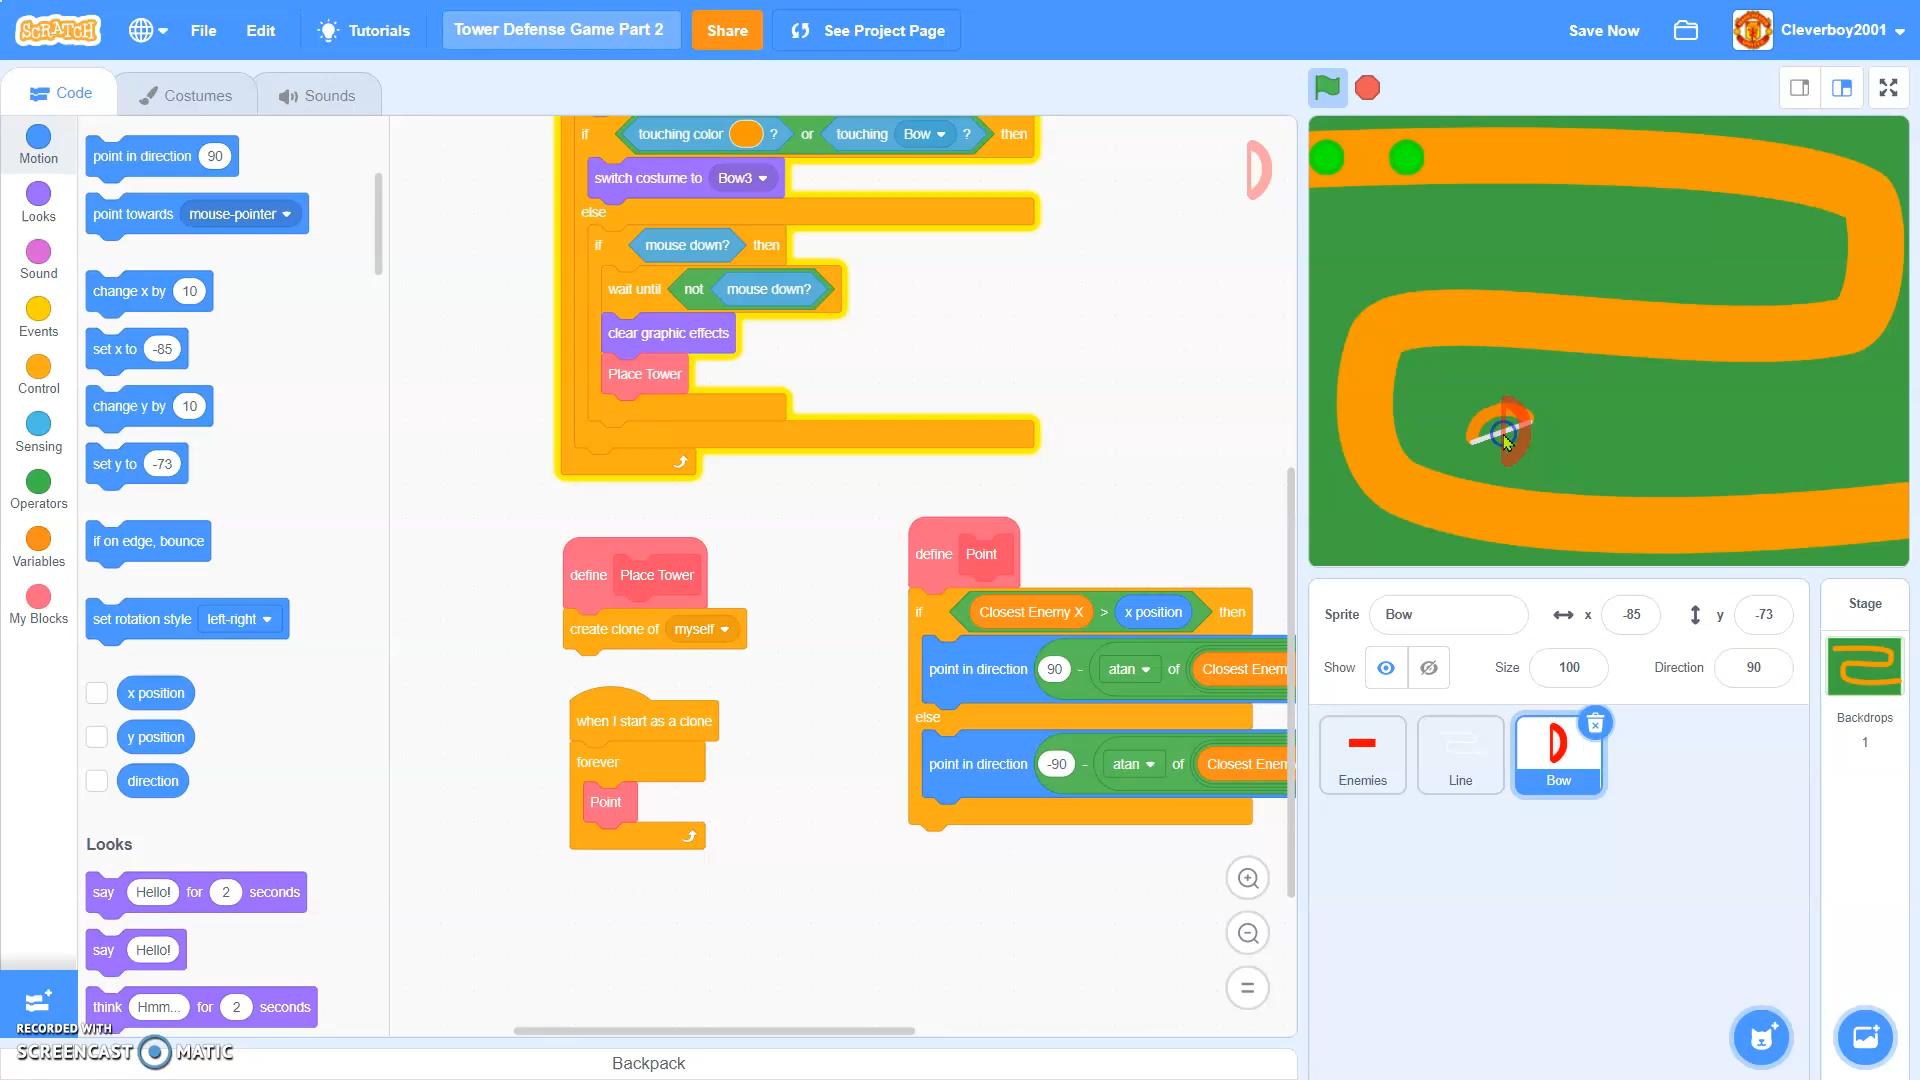 SCRATCH File Edit Tutorials Tower Defense Game Part 2 Share See Project Page Save Now Cleverboy2001
Code Costumes Sounds
Motion
Looks
Sound
Events
Control
Sensing
Operators
Variables
My Blocks
point in direction 90
point towards mouse-pointer
change x by 10
set x to -85
change y by 10
set y to -73
if on edge, bounce
set rotation style left-right
x position
y position
direction
Looks
say Hello! for 2 seconds
say Hello!
think Hmm... for 2 seconds
if touching color ? or touching Bow ? then
switch costume to Bow3
else
if mouse down? then
wait until not mouse down?
clear graphic effects
Place Tower
define Place Tower
create clone of myself
when I start as a clone
forever
Point
define Point
if Closest Enemy X > x position then
point in direction 90 - atan of Closest Enem
else
point in direction -90 - atan of Closest Enem
Sprite Bow x -85 y -73
Show Size 100 Direction 90
Enemies Line Bow
Stage
Backdrops
1
Backpack
RECORDED WITH
SCREENCAST MATIC